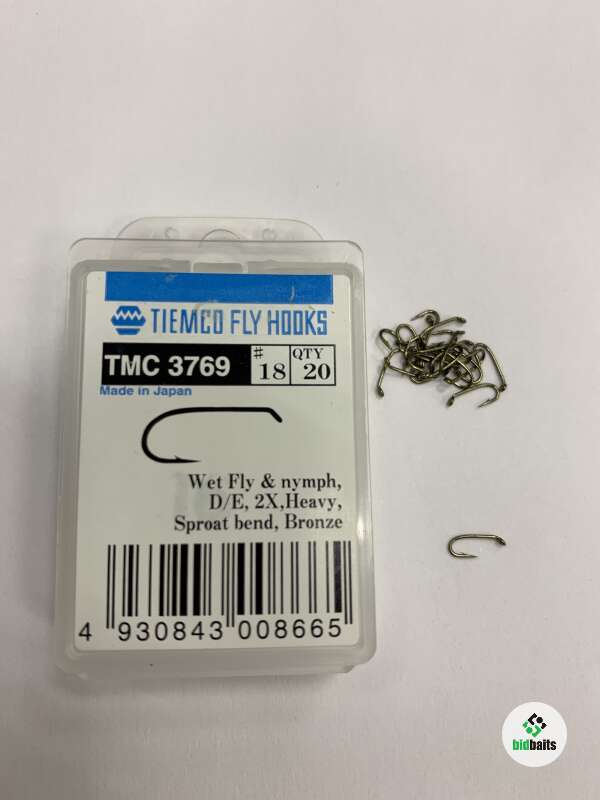 TIEMCO FLY HOOKS
TMC 3769 # 18 QTY 20
Made in Japan
Wet Fly & nymph,
D/E, 2X,Heavy,
Sproat bend, Bronze
4 930843 008665
bidbaits